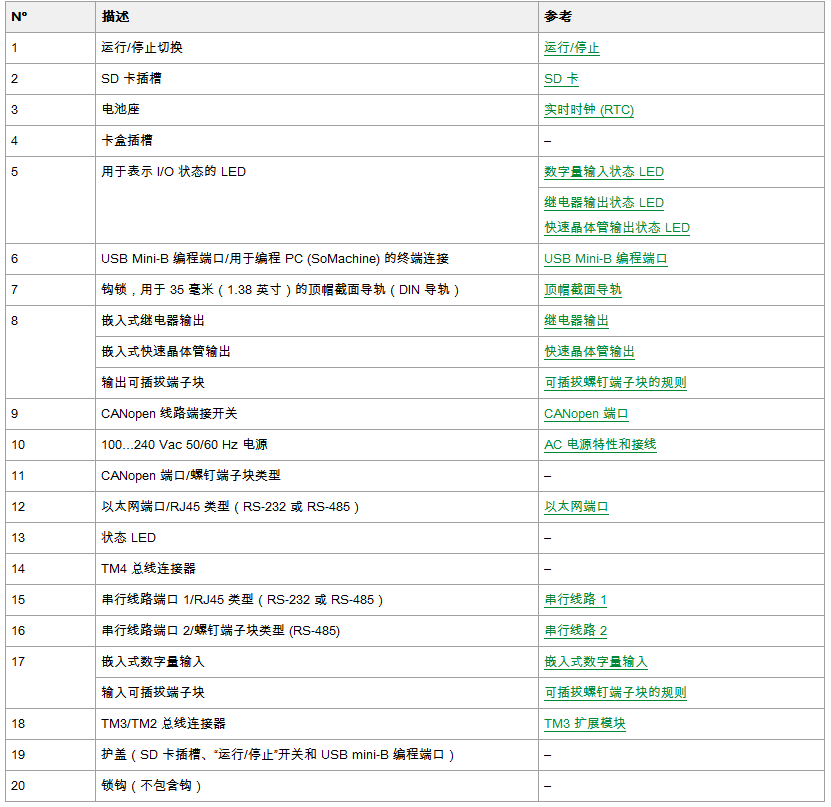 Nº 描述 参考
1 运行/停止切换 运行/停止
2 SD 卡插槽 SD 卡
3 电池座 实时时钟 (RTC)
4 卡盒插槽 –
5 用于表示 I/O 状态的 LED 数字量输入状态 LED
继电器输出状态 LED
快速晶体管输出状态 LED
6 USB Mini-B 编程端口/用于编程 PC (SoMachine) 的终端连接 USB Mini-B 编程端口
7 钩锁，用于 35 毫米（1.38 英寸）的顶帽截面导轨（DIN 导轨） 顶帽截面导轨
8 嵌入式继电器输出 继电器输出
嵌入式快速晶体管输出 快速晶体管输出
输出可插拔端子块 可插拔螺钉端子块的规则
9 CANopen 线路端接开关 CANopen 端口
10 100...240 Vac 50/60 Hz 电源 AC 电源特性和接线
11 CANopen 端口/螺钉端子块类型 –
12 以太网端口/RJ45 类型（RS-232 或 RS-485） 以太网端口
13 状态 LED –
14 TM4 总线连接器 –
15 串行线路端口 1/RJ45 类型（RS-232 或 RS-485） 串行线路 1
16 串行线路端口 2/螺钉端子块类型 (RS-485) 串行线路 2
17 嵌入式数字量输入 嵌入式数字量输入
输入可插拔端子块 可插拔螺钉端子块的规则
18 TM3/TM2 总线连接器 TM3 扩展模块
19 护盖（SD 卡插槽、“运行/停止”开关和 USB mini-B 编程端口） –
20 锁钩（不包含钩） –